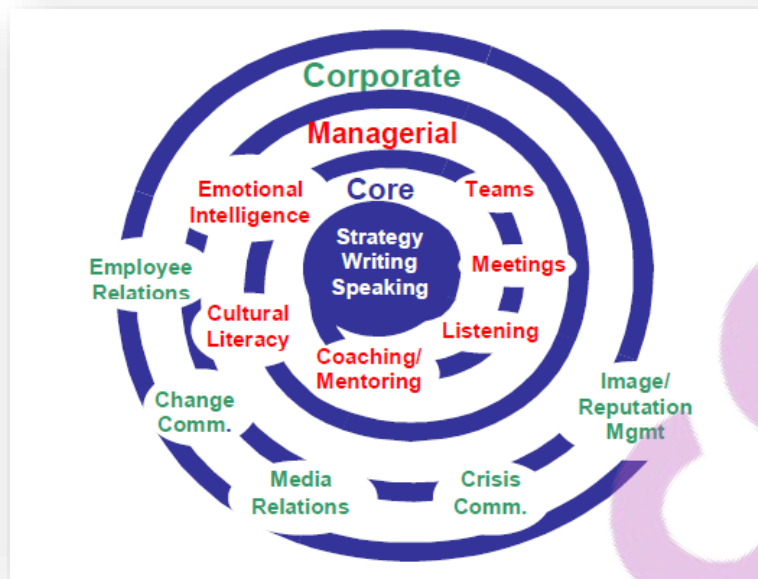 Corporate
Managerial
Core
Emotional
Intelligence
Teams
Strategy
Writing
Speaking
Meetings
Employee
Relations
Cultural
Literacy
Listening
Coaching/
Mentoring
Change
Comm.
Image/
Reputation
Mgmt
Media
Relations
Crisis
Comm.